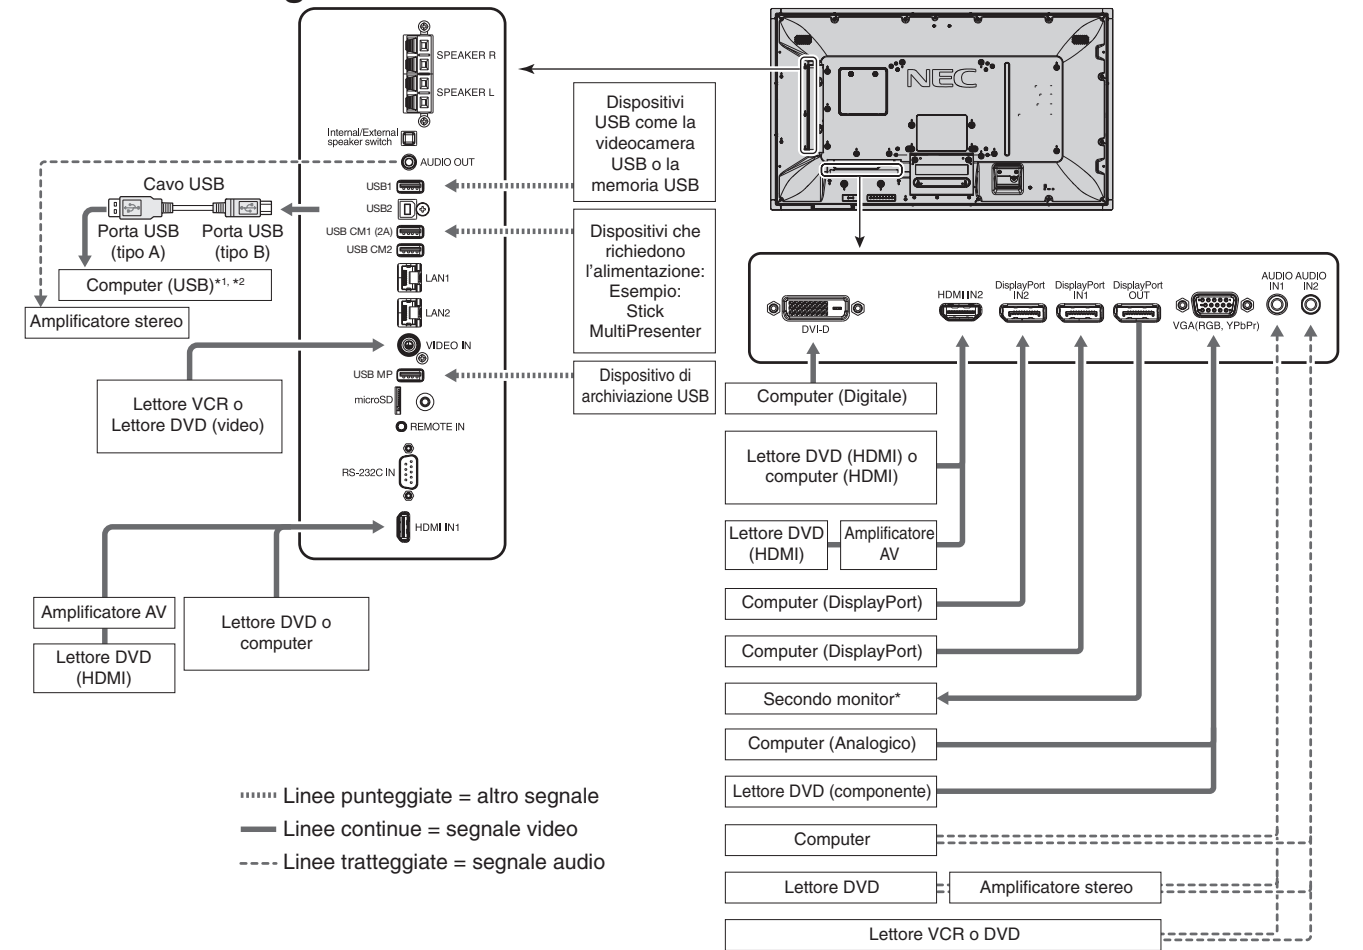 SPEAKER R
SPEAKER L
Internal/External
speaker switch
AUDIO OUT
USB1
USB2
USB CM1 (2A)
USB CM2
LAN1
LAN2
VIDEO IN
USB MP
microSD
REMOTE IN
RS-232C IN
HDMI IN1
Cavo USB
Porta USB
(tipo A)
Porta USB
(tipo B)
Computer (USB)*1, *2
Amplificatore stereo
Lettore VCR o
Lettore DVD (video)
Amplificatore AV
Lettore DVD
(HDMI)
Lettore DVD o
computer
Dispositivi
USB come la
videocamera
USB o la
memoria USB
Dispositivi che
richiedono
l'alimentazione:
Esempio:
Stick
MultiPresenter
Dispositivo di
archiviazione USB
NEC
DVI-D
HDMI IN2
DisplayPort
IN2
DisplayPort
IN1
DisplayPort
OUT
VGA(RGB, YPbPr)
AUDIO
IN1
AUDIO
IN2
Computer (Digitale)
Lettore DVD (HDMI) o
computer (HDMI)
Lettore DVD
(HDMI)
Amplificatore
AV
Computer (DisplayPort)
Computer (DisplayPort)
Secondo monitor*
Computer (Analogico)
Lettore DVD (componente)
Computer
Lettore DVD
Amplificatore stereo
Lettore VCR o DVD
Linee punteggiate = altro segnale
Linee continue = segnale video
Linee tratteggiate = segnale audio